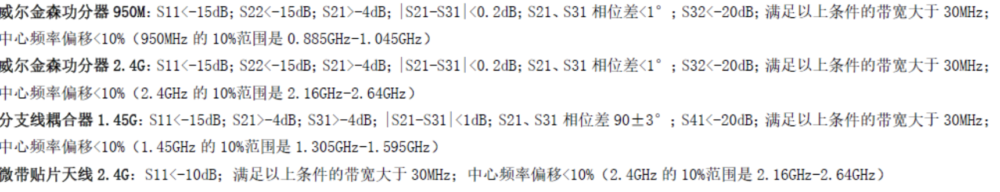 威尔金森功分器 950M：S11<-15dB；S22<-15dB；S21>-4dB；|S21-S31|<0.2dB；S21、S31 相位差<1°；S32<-20dB；满足以上条件的带宽大于 30MHz；
中心频率偏移<10%（950MHz 的 10%范围是 0.885GHz-1.045GHz）
威尔金森功分器 2.4G：S11<-15dB；S22<-15dB；S21>-4dB；|S21-S31|<0.2dB；S21、S31 相位差<1°；S32<-20dB；满足以上条件的带宽大于 30MHz；
中心频率偏移<10%（2.4GHz 的 10%范围是 2.16GHz-2.64GHz）
分支线耦合器 1.45G：S11<-15dB；S21>-4dB；S31>-4dB；|S21-S31|<1dB；S21、S31 相位差 90±3°；S41<-20dB；满足以上条件的带宽大于 30MHz；
中心频率偏移<10%（1.45GHz 的 10%范围是 1.305GHz-1.595GHz）
微带贴片天线 2.4G：S11<-10dB；满足以上条件的带宽大于 30MHz；中心频率偏移<10%（2.4GHz 的 10%范围是 2.16GHz-2.64GHz）